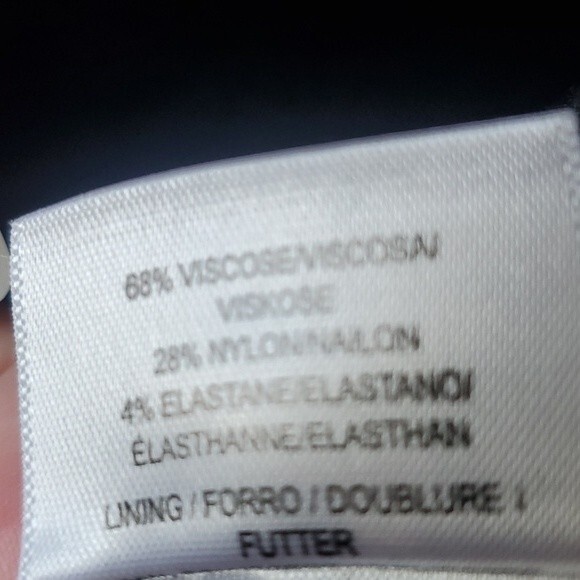 68% VISCOSE/VISCOSA/
VISKOSE
28% NYLON/NAILON
4% ELASTANE/ELASTANO/
ÉLASTHANNE/ELASTHAN
LINING / FORRO / DOUBLURE /
FUTTER